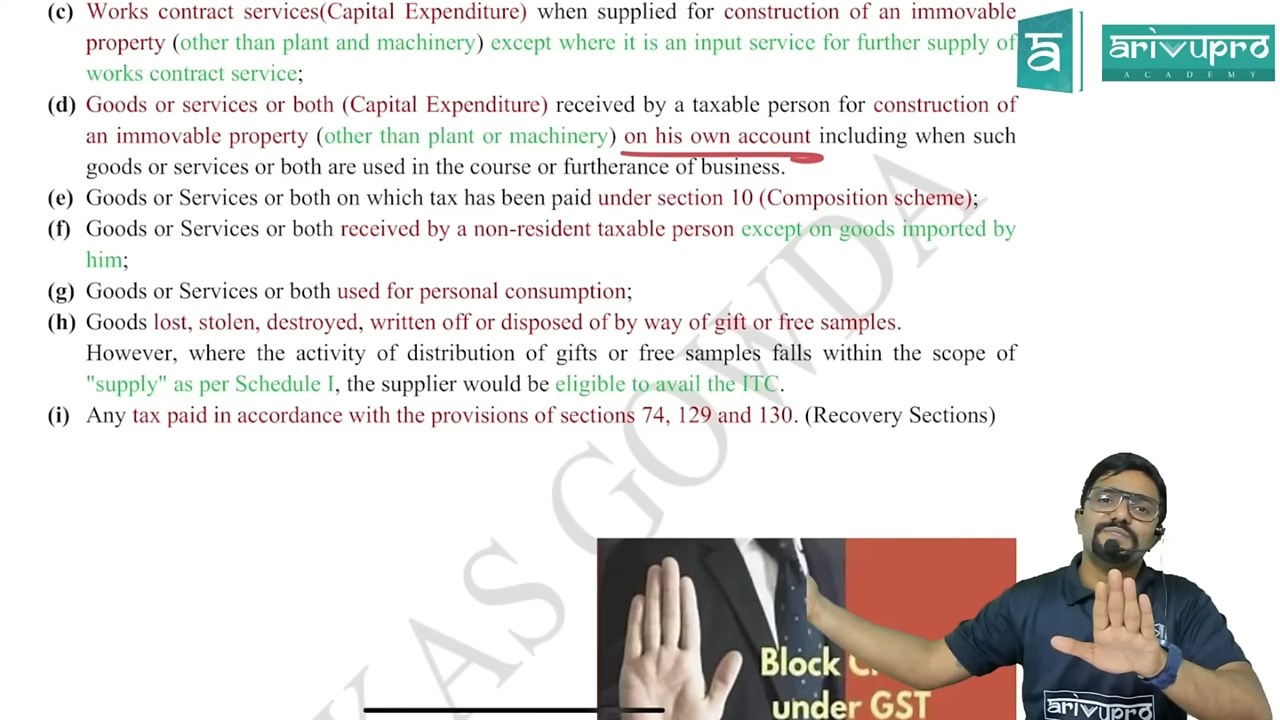 (c) Works contract services(Capital Expenditure) when supplied for construction of an immovable
property (other than plant and machinery) except where it is an input service for further supply of
works contract service;
(d) Goods or services or both (Capital Expenditure) received by a taxable person for construction of
an immovable property (other than plant or machinery) on his own account including when such
goods or services or both are used in the course or furtherance of business.
(e) Goods or Services or both on which tax has been paid under section 10 (Composition scheme);
(f) Goods or Services or both received by a non-resident taxable person except on goods imported by
him;
(g) Goods or Services or both used for personal consumption;
(h) Goods lost, stolen, destroyed, written off or disposed of by way of gift or free samples.
However, where the activity of distribution of gifts or free samples falls within the scope of
"supply" as per Schedule I, the supplier would be eligible to avail the ITC.
(i) Any tax paid in accordance with the provisions of sections 74, 129 and 130. (Recovery Sections)
arivupro
ACADEMY
KAS GOWDA
Block
under GST
arivupro